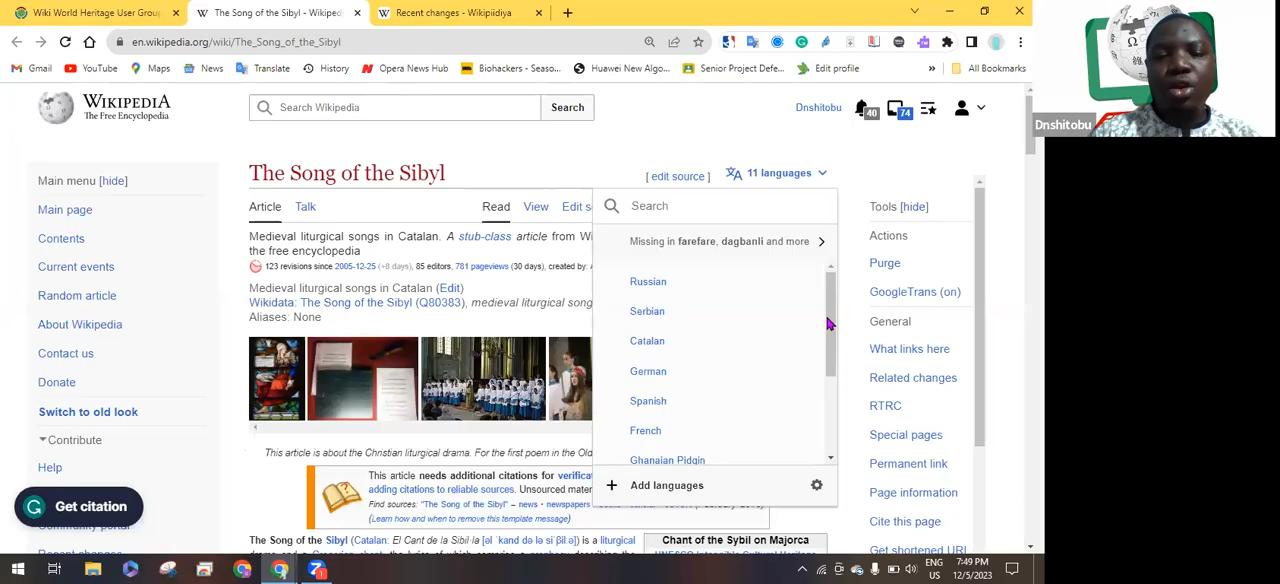 Wiki World Heritage User Group
The Song of the Sibyl - Wikiped
Recent changes - Wikipiidiya
en.wikipedia.org/wiki/The_Song_of_the_Sibyl
Gmail YouTube Maps News Translate History Opera News Hub Biohackers - Seaso... Huawei New Algo... Senior Project Defe... Edit profile » All Bookmarks
WIKIPEDIA
The Free Encyclopedia
Search Wikipedia
Search
Dnshitobu
40
74
Main menu [hide]
Main page
Contents
Current events
Random article
About Wikipedia
Contact us
Donate
Switch to old look
Contribute
Help
Get citation
The Song of the Sibyl
[ edit source ]
11 languages
Article Talk Read View Edit s
Medieval liturgical songs in Catalan. A stub-class article from Wi
the free encyclopedia
123 revisions since 2005-12-25 (+8 days), 85 editors, 781 pageviews (30 days), created by:
Medieval liturgical songs in Catalan (Edit)
Wikidata: The Song of the Sibyl (Q80383), medieval liturgical song
Aliases: None
This article is about the Christian liturgical drama. For the first poem in the Old
This article needs additional citations for verifica
adding citations to reliable sources. Unsourced mater
Find sources: "The Song of the Sibyl" – news · newspapers
(Learn how and when to remove this template message)
The Song of the Sibyl (Catalan: El Cant de la Sibil·la) is a liturgical
Chant of the Sybil on Majorca
Search
Missing in farefare, dagbanli and more
Russian
Serbian
Catalan
German
Spanish
French
Ghanaian Pidgin
Add languages
Tools [hide]
Actions
Purge
GoogleTrans (on)
General
What links here
Related changes
RTRC
Special pages
Permanent link
Page information
Cite this page
Get shortened URL
Dnshitobu
ENG
US
7:49 PM
12/5/2023